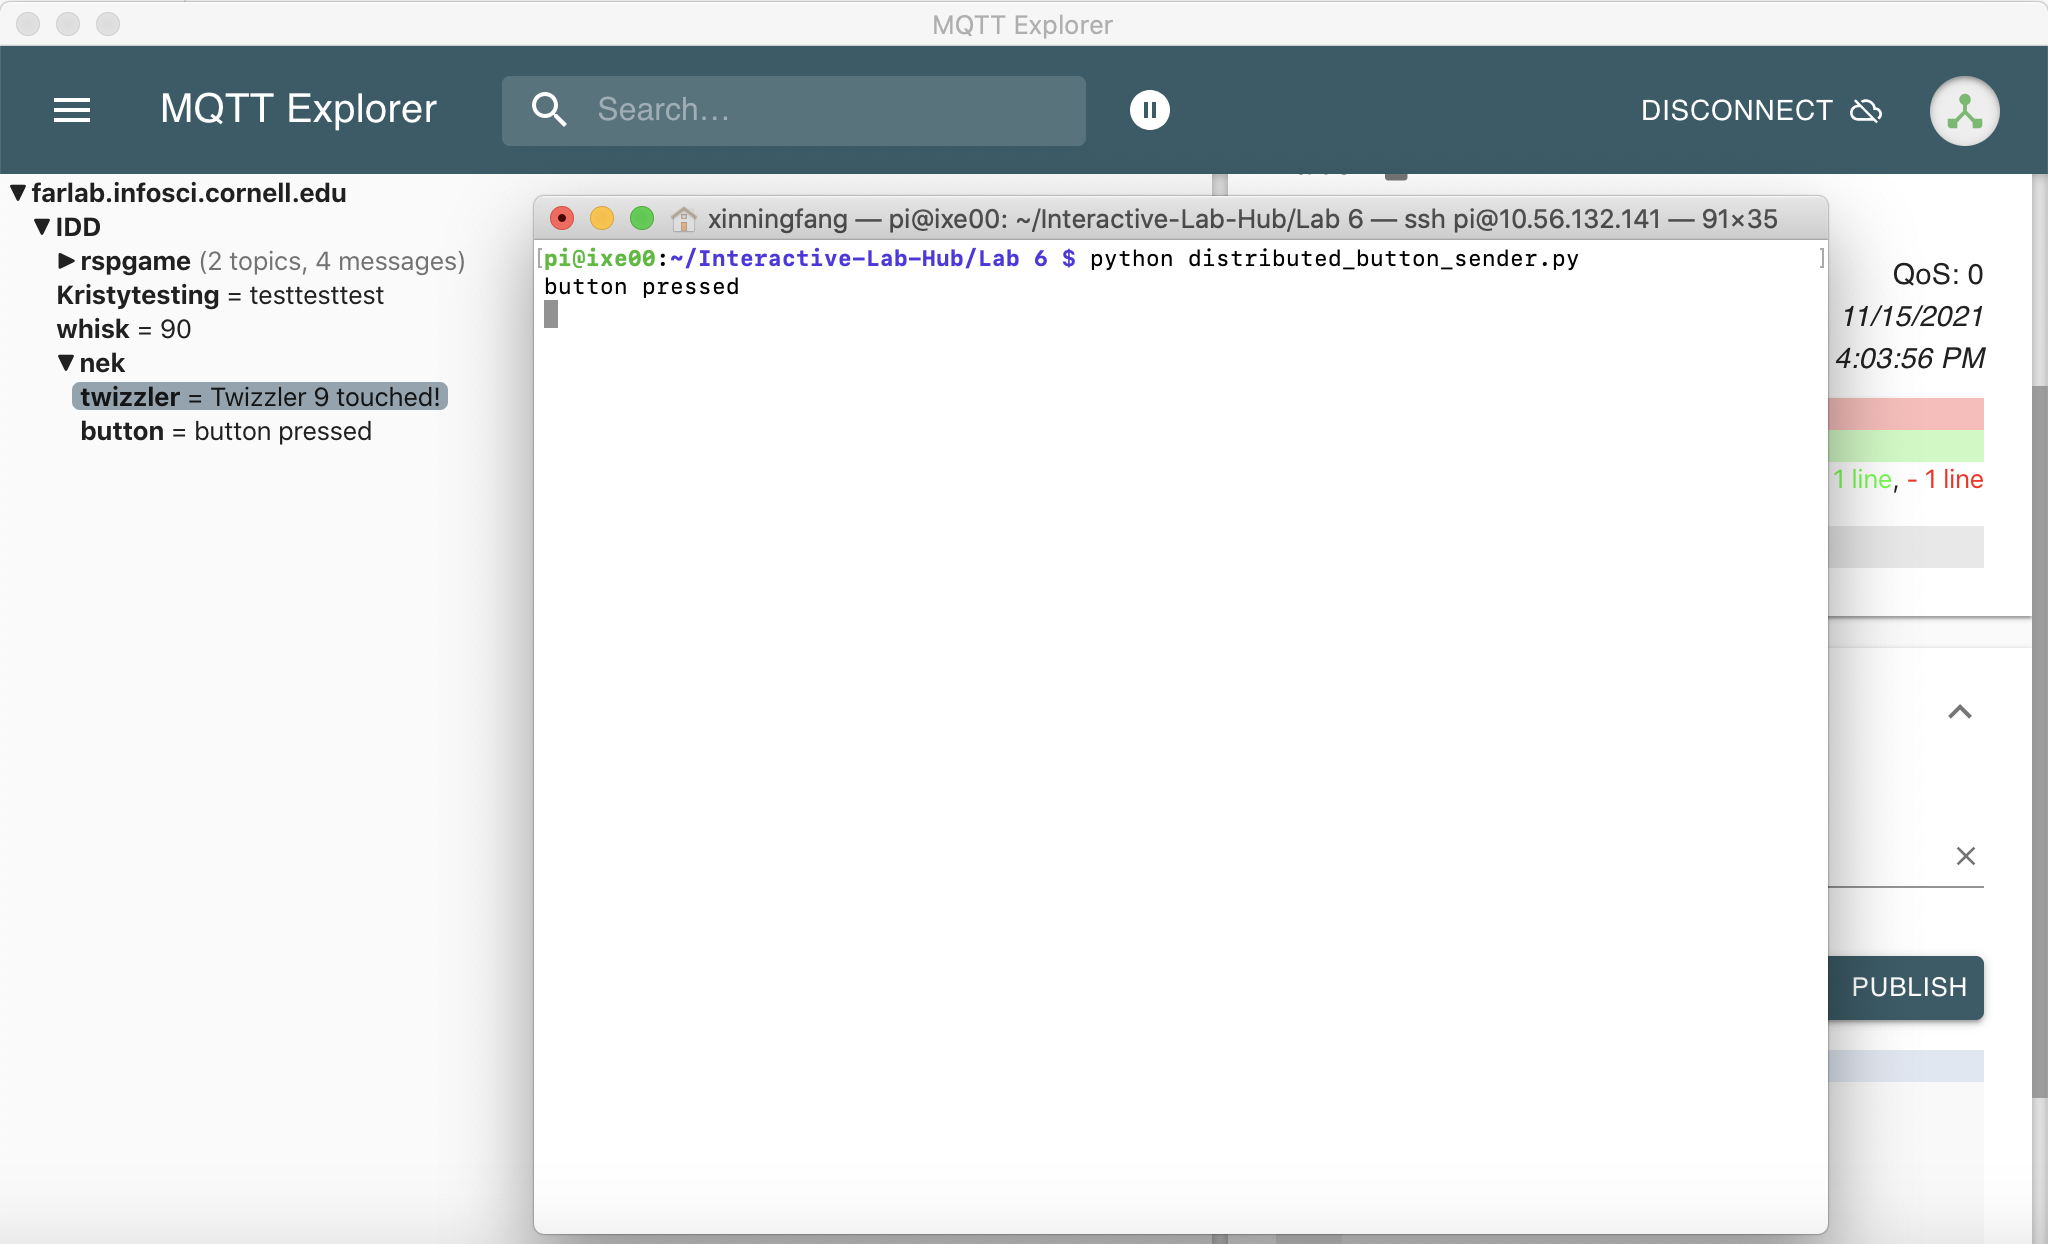 MQTT Explorer
MQTT Explorer
Search…
DISCONNECT
farlab.infosci.cornell.edu
IDD
rspgame (2 topics, 4 messages)
Kristytesting = testtesttest
whisk = 90
nek
twizzler = Twizzler 9 touched!
button = button pressed
xinningfang — pi@ixe00: ~/Interactive-Lab-Hub/Lab 6 — ssh pi@10.56.132.141 — 91×35
[pi@ixe00:~/Interactive-Lab-Hub/Lab 6 $ python distributed_button_sender.py ]
button pressed
QoS: 0
11/15/2021
4:03:56 PM
1 line, - 1 line
PUBLISH